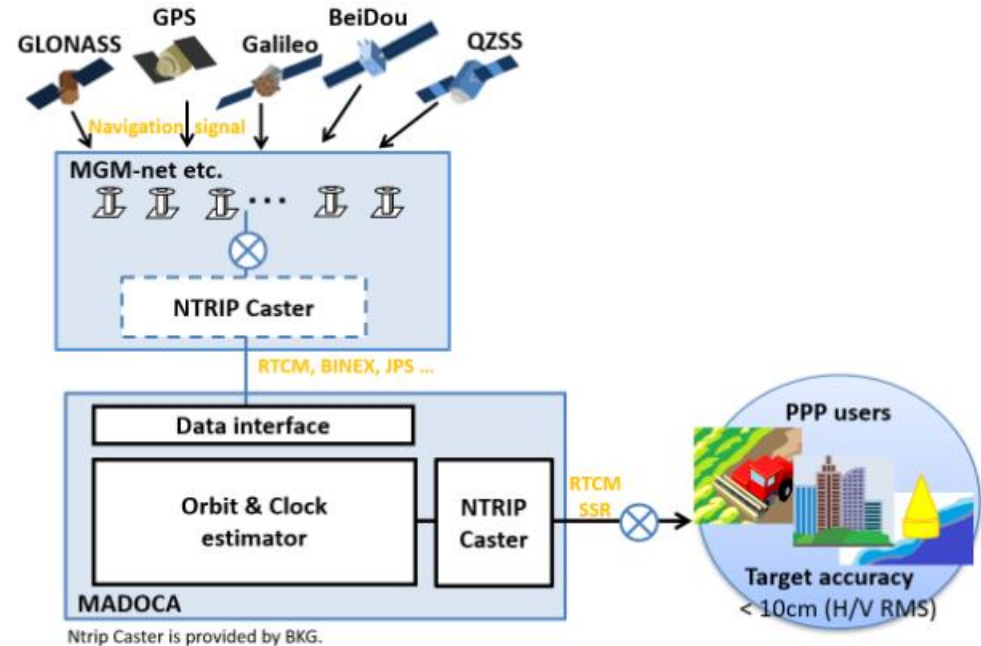 GPS
BeiDou
GLONASS
Galileo
QZSS
Navigation signal
MGM-net etc.
...
NTRIP Caster
RTCM, BINEX, JPS ...
Data interface
PPP users
Orbit & Clock
estimator
NTRIP
Caster
RTCM
SSR
Target accuracy
< 10cm (H/V RMS)
MADOCA
Ntrip Caster is provided by BKG.